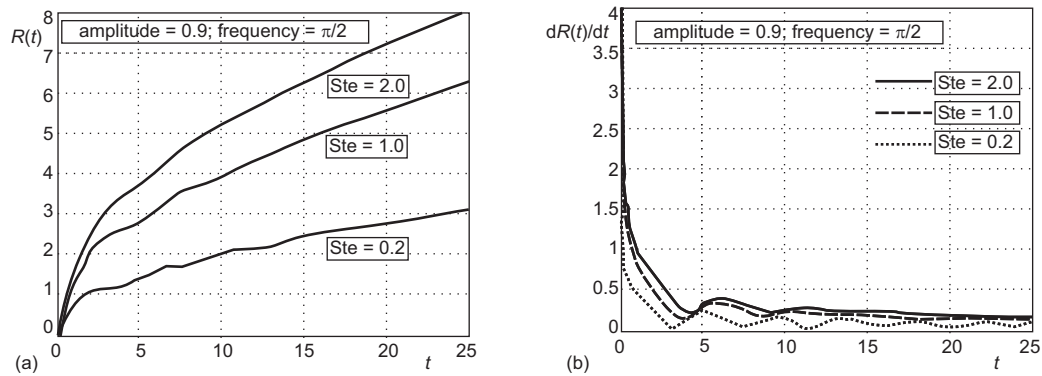 8
R(t)
amplitude = 0.9; frequency = π/2
7
6
Ste = 2.0
5
Ste = 1.0
4
3
2
Ste = 0.2
1
0
0 5 10 15 20 25
(a)
t
4
dR(t)/dt
amplitude = 0.9; frequency = π/2
3.5
Ste = 2.0
3
Ste = 1.0
2.5
Ste = 0.2
2
1.5
1
0.5
0
0 5 10 15 20 25
(b)
t